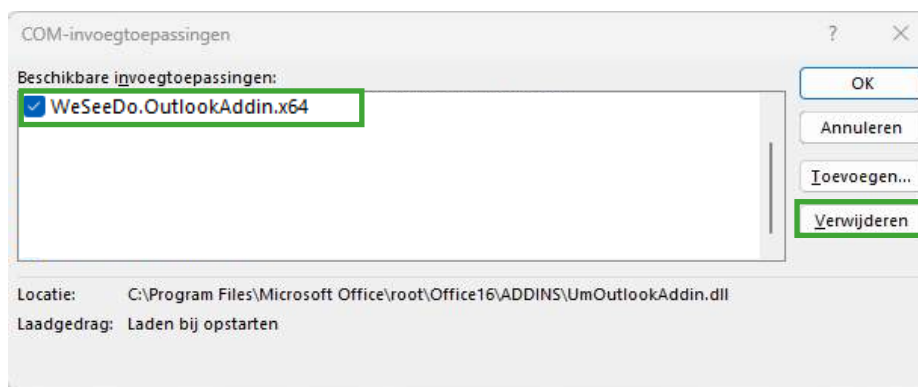 COM-invoegtoepassingen
Beschikbare invoegtoepassingen:
WeSeeDo.OutlookAddin.x64
OK
Annuleren
Toevoegen...
Verwijderen
Locatie: C:\Program Files\Microsoft Office\root\Office16\ADDINS\UmOutlookAddin.dll
Laadgedrag: Laden bij opstarten